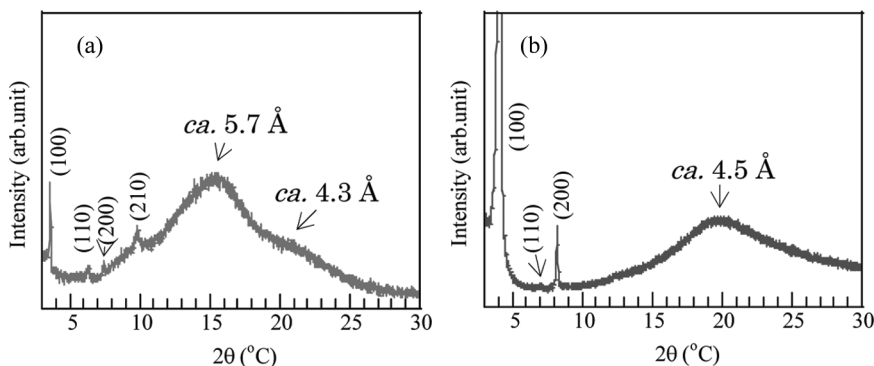 (a)
Intensity (arb.unit)
(100)
(110)
(200)
(210)
ca. 5.7 Å
ca. 4.3 Å
5 10 15 20 25 30
2θ (°C)
(b)
Intensity (arb.unit)
(100)
(110)
(200)
ca. 4.5 Å
5 10 15 20 25 30
2θ (°C)